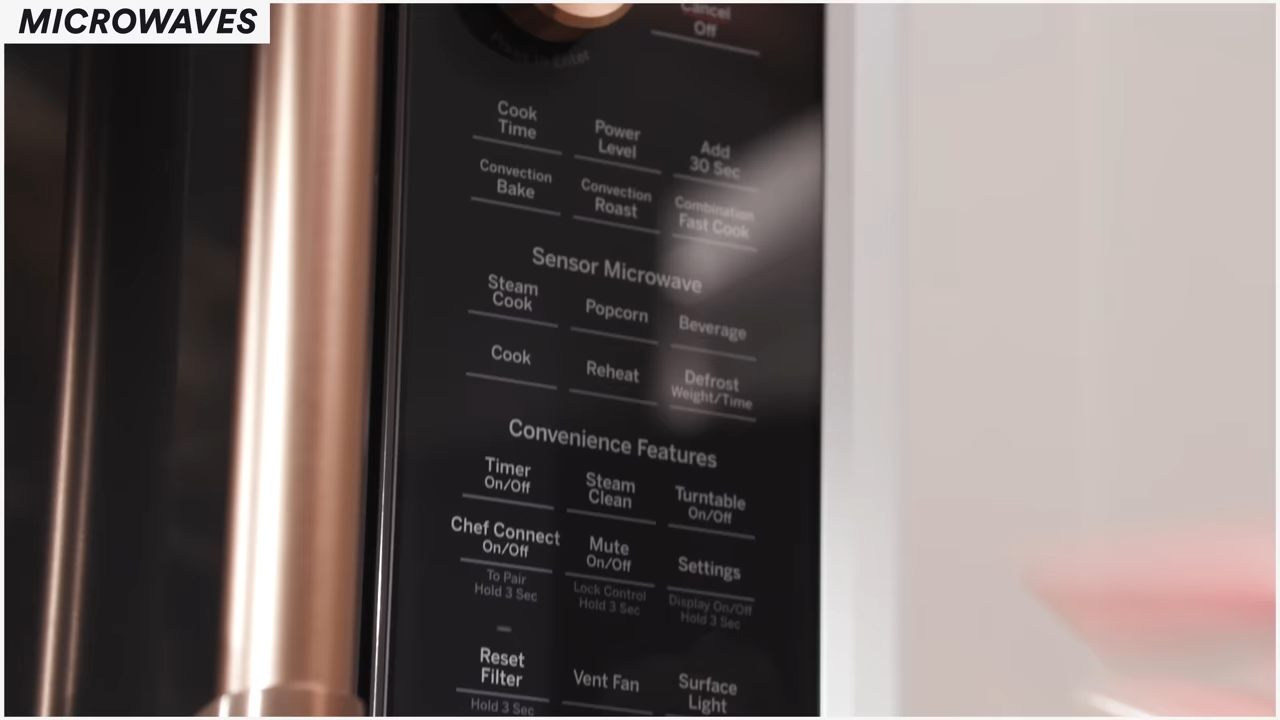 MICROWAVES
Cancel
Off
Press to Enter
Cook
Time
Power
Level
Add
30 Sec
Convection
Bake
Convection
Roast
Combination
Fast Cook
Sensor Microwave
Steam
Cook
Popcorn
Beverage
Cook
Reheat
Defrost
Weight/Time
Convenience Features
Timer
On/Off
Steam
Clean
Turntable
On/Off
Chef Connect
On/Off
Mute
On/Off
Settings
To Pair
Hold 3 Sec
Lock Control
Hold 3 Sec
Display On/Off
Hold 3 Sec
Reset
Filter
Vent Fan
Surface
Light
Hold 3 Sec